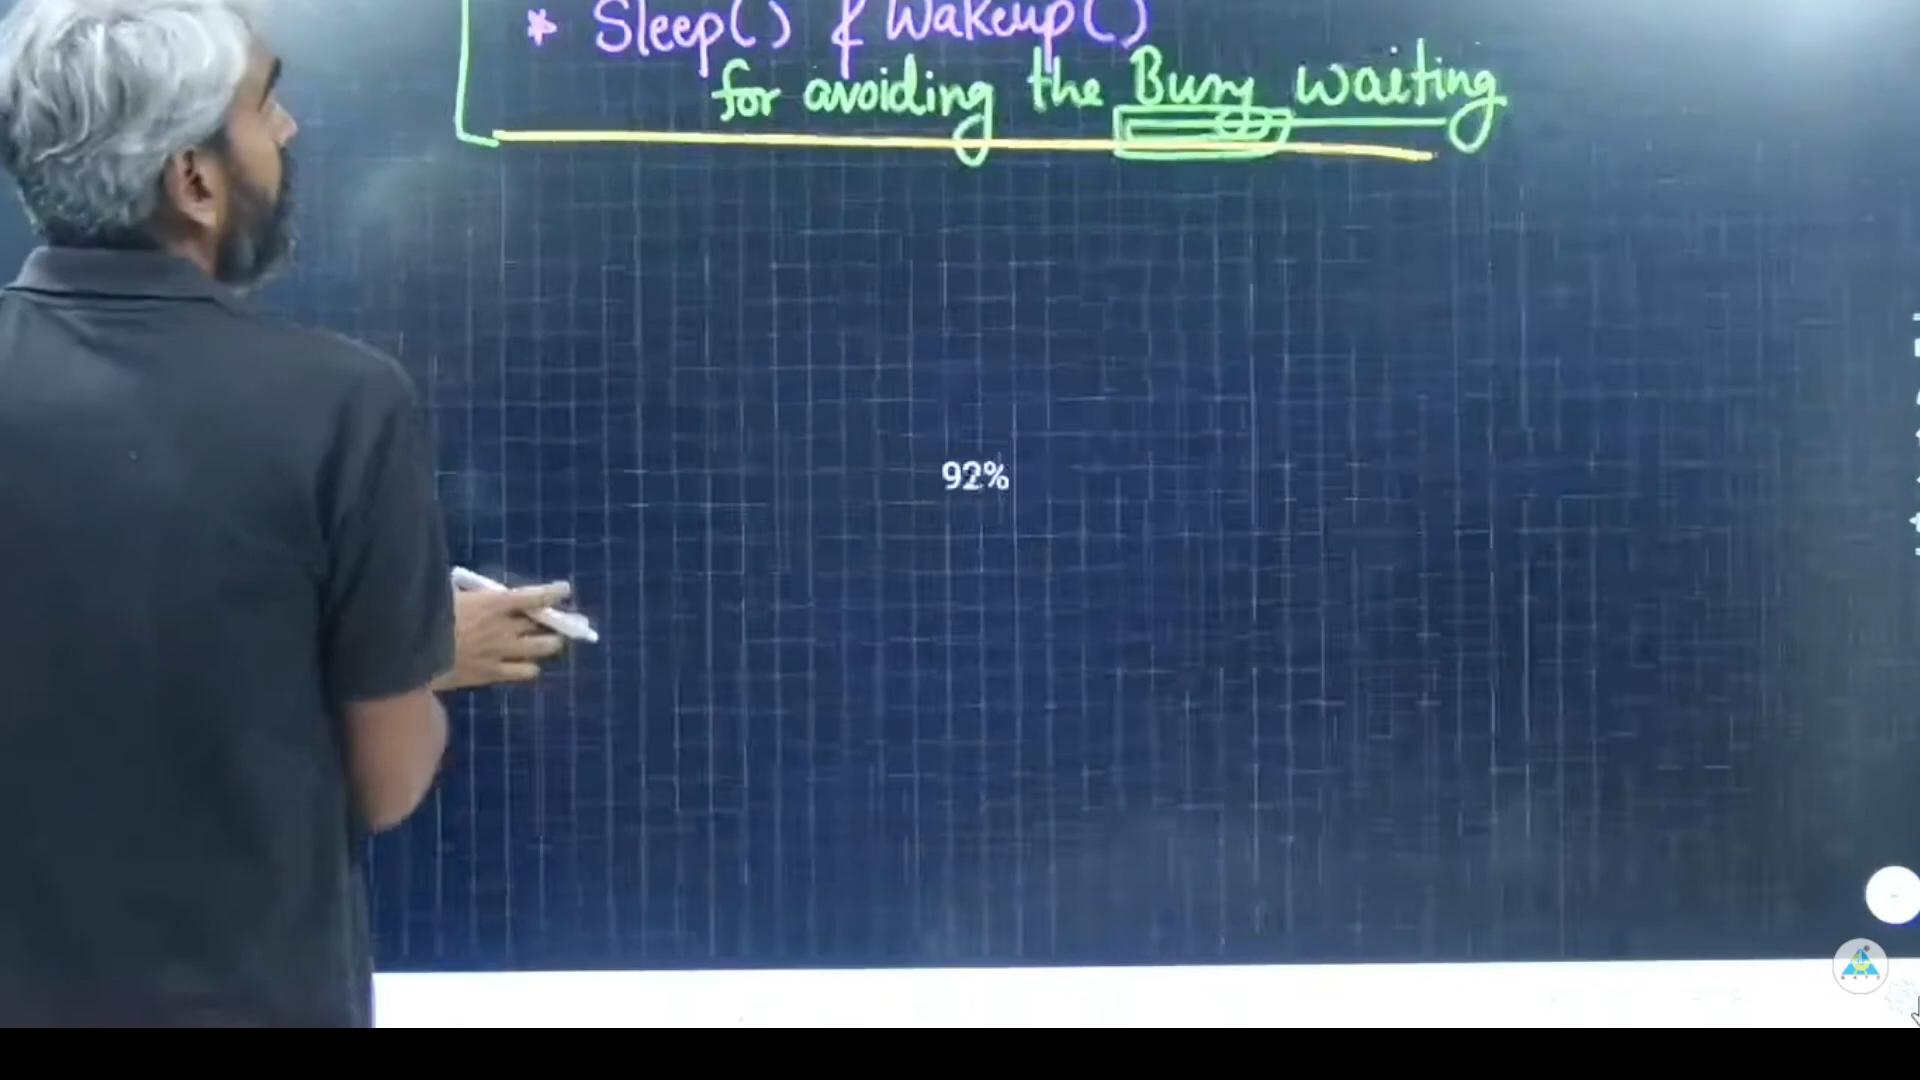 * Sleep() & Wakeup()
for avoiding the Busy waiting
92%